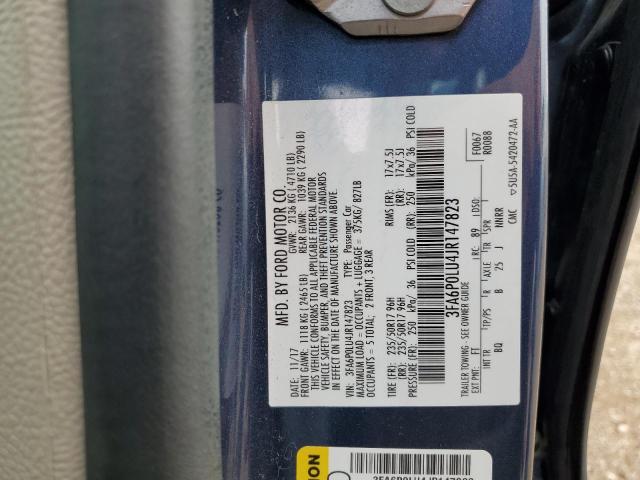 MFD. BY FORD MOTOR CO.
DATE: 11/17 GVWR: 2136 KG ( 4710 LB)
FRONT GAWR: 1118 KG ( 2465 LB) REAR GAWR: 1039 KG ( 2290 LB)
THIS VEHICLE CONFORMS TO ALL APPLICABLE FEDERAL MOTOR
VEHICLE SAFETY, BUMPER, AND THEFT PREVENTION STANDARDS
IN EFFECT ON THE DATE OF MANUFACTURE SHOWN ABOVE.
VIN: 3FA6P0LU4JR147823 TYPE: Passenger Car
MAXIMUM LOAD = OCCUPANTS + LUGGAGE = 375KG/ 827LB
OCCUPANTS = 5 TOTAL; 2 FRONT, 3 REAR
TIRE (FR): 235/50R17 96H RIMS (FR): 17x7.5J
(RR): 235/50R17 96H (RR): 17x7.5J
PRESSURE (FR): 250 kPa/ 36 PSI COLD (RR): 250 kPa/ 36 PSI COLD
3FA6P0LU4JR147823
TRAILER TOWING - SEE OWNER GUIDE F0067
R0088
EXT PNT: FT RC: 89 DSO:
INT TR TP/PS R AXLE TR SPR
BQ B 25 J NNRR
CMC ▽5U5A-5420472-AA